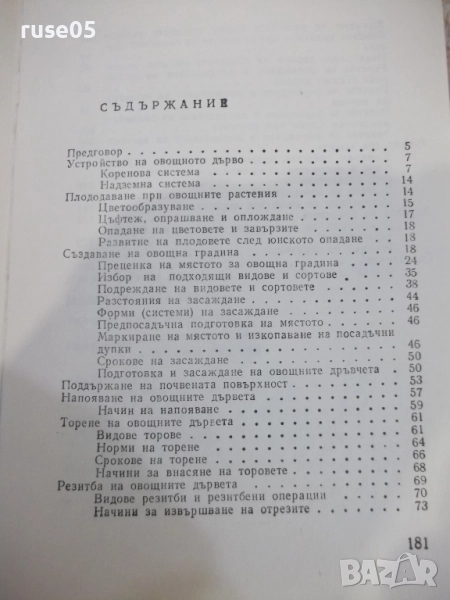 ruse05
СЪДЪРЖАНИЕ
Предговор . . . . . . . . . . . . . . . 5
Устройство на овощното дърво . . . . . . . . 7
Коренова система . . . . . . . . . . . . 7
Надземна система . . . . . . . . . . . . 14
Плододаване при овощните растения . . . . . . 14
Цветообразуване . . . . . . . . . . . . 15
Цъфтеж, опрашване и оплождане . . . . . . 17
Опадане на цветовете и завързите . . . . . . 18
Развитие на плодовете след юнското опадане . . 18
Създаване на овощна градина . . . . . . . . 18
Преценка на мястото за овощна градина . . . . 24
Избор на подходящи видове и сортове . . . . 35
Подреждане на видовете и сортовете . . . . . 38
Разстояния на засаждане . . . . . . . . . 44
Форми (системи) на засаждане . . . . . . . 46
Предпосадъчна подготовка на мястото . . . . 46
Маркиране на мястото и изкопаване на посадъчни
дупки . . . . . . . . . . . . . . . 46
Срокове на засаждане . . . . . . . . . . 50
Подготовка и засаждане на овощните дръвчета . . 50
Поддържане на почвената повърхност . . . . . . 53
Напояване на овощните дървета . . . . . . . . 57
Начин на напояване . . . . . . . . . . . 59
Торене на овощните дървета . . . . . . . . . 61
Видове торове . . . . . . . . . . . . . 61
Норми на торене . . . . . . . . . . . . 64
Срокове на торене . . . . . . . . . . . 66
Начини за внасяне на торовете . . . . . . . 68
Резитба на овощните дървета . . . . . . . . . 69
Видове резитби и резитбени операции . . . . . 70
Начини за извършване на отрезите . . . . . . 73
181
BAZAR